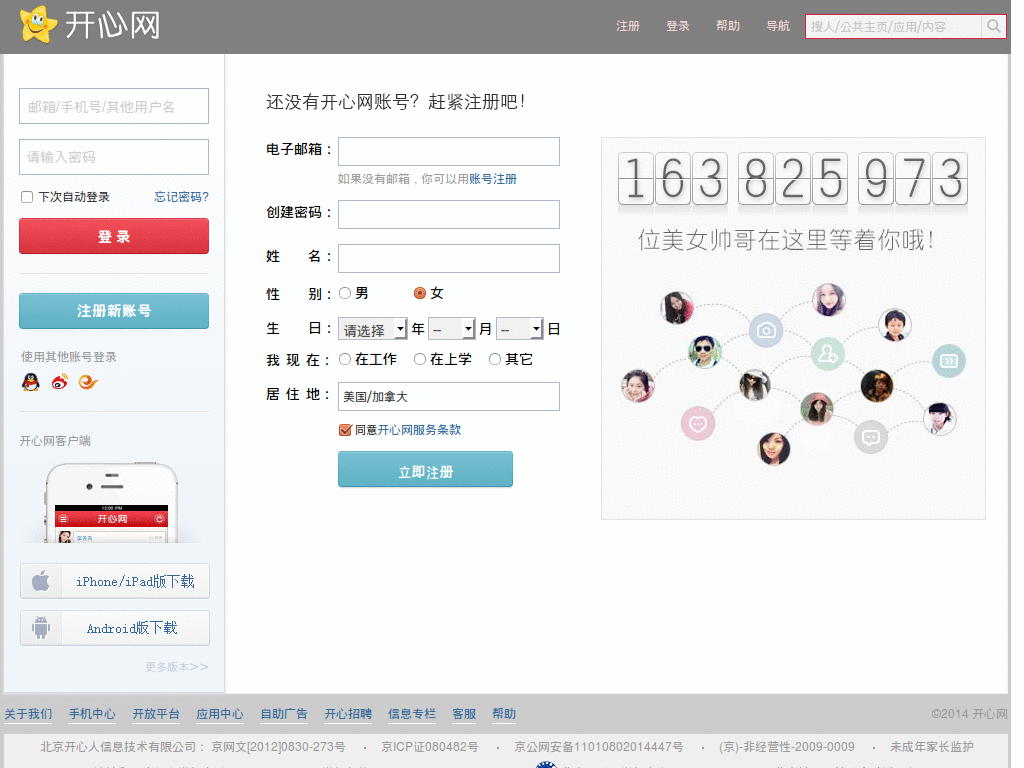 开心网
注册 登录 帮助 导航 搜人/公共主页/应用/内容
邮箱/手机号/其他用户名
请输入密码
下次自动登录 忘记密码?
登 录
注册新账号
使用其他账号登录
开心网客户端
12:00 PM
开心网
iPhone/iPad版下载
Android版下载
更多版本>>
还没有开心网账号？赶紧注册吧！
电子邮箱：
如果没有邮箱，你可以用账号注册
创建密码：
姓 名：
性 别： 男 女
生 日： 请选择 年 -- 月 -- 日
我 现 在： 在工作 在上学 其它
居 住 地： 美国/加拿大
同意开心网服务条款
立即注册
163 825 973
位美女帅哥在这里等着你哦！
关于我们 手机中心 开放平台 应用中心 自助广告 开心招聘 信息专栏 客服 帮助 ©2014 开心网
北京开心人信息技术有限公司： 京网文[2012]0830-273号 · 京ICP证080482号 · 京公网安备11010802014447号 · (京)-非经营性-2009-0009 · 未成年家长监护